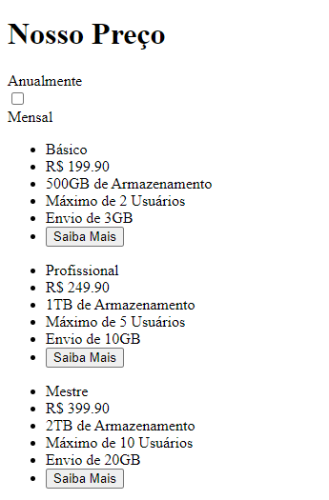 Nosso Preço
Anualmente
Mensal
Básico
R$ 199.90
500GB de Armazenamento
Máximo de 2 Usuários
Envio de 3GB
Saiba Mais
Profissional
R$ 249.90
1TB de Armazenamento
Máximo de 5 Usuários
Envio de 10GB
Saiba Mais
Mestre
R$ 399.90
2TB de Armazenamento
Máximo de 10 Usuários
Envio de 20GB
Saiba Mais